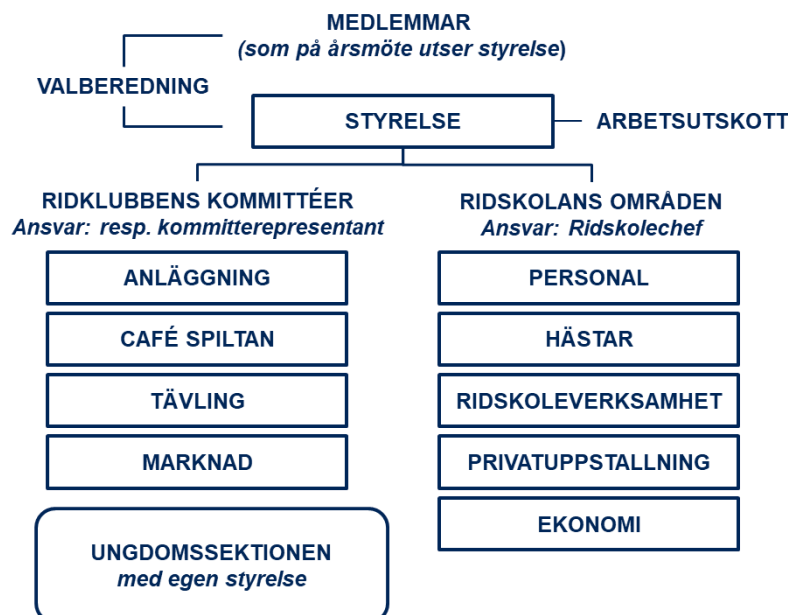 MEDLEMMAR
(som på årsmöte utser styrelse)
VALBEREDNING
STYRELSE
ARBETSUTSKOTT
RIDKLUBBENS KOMMITTÉER
Ansvar: resp. kommitterepresentant
ANLÄGGNING
CAFÉ SPILTAN
TÄVLING
MARKNAD
UNGDOMSSEKTIONEN
med egen styrelse
RIDSKOLANS OMRÅDEN
Ansvar: Ridskolechef
PERSONAL
HÄSTAR
RIDSKOLEVERKSAMHET
PRIVATUPPSTALLNING
EKONOMI